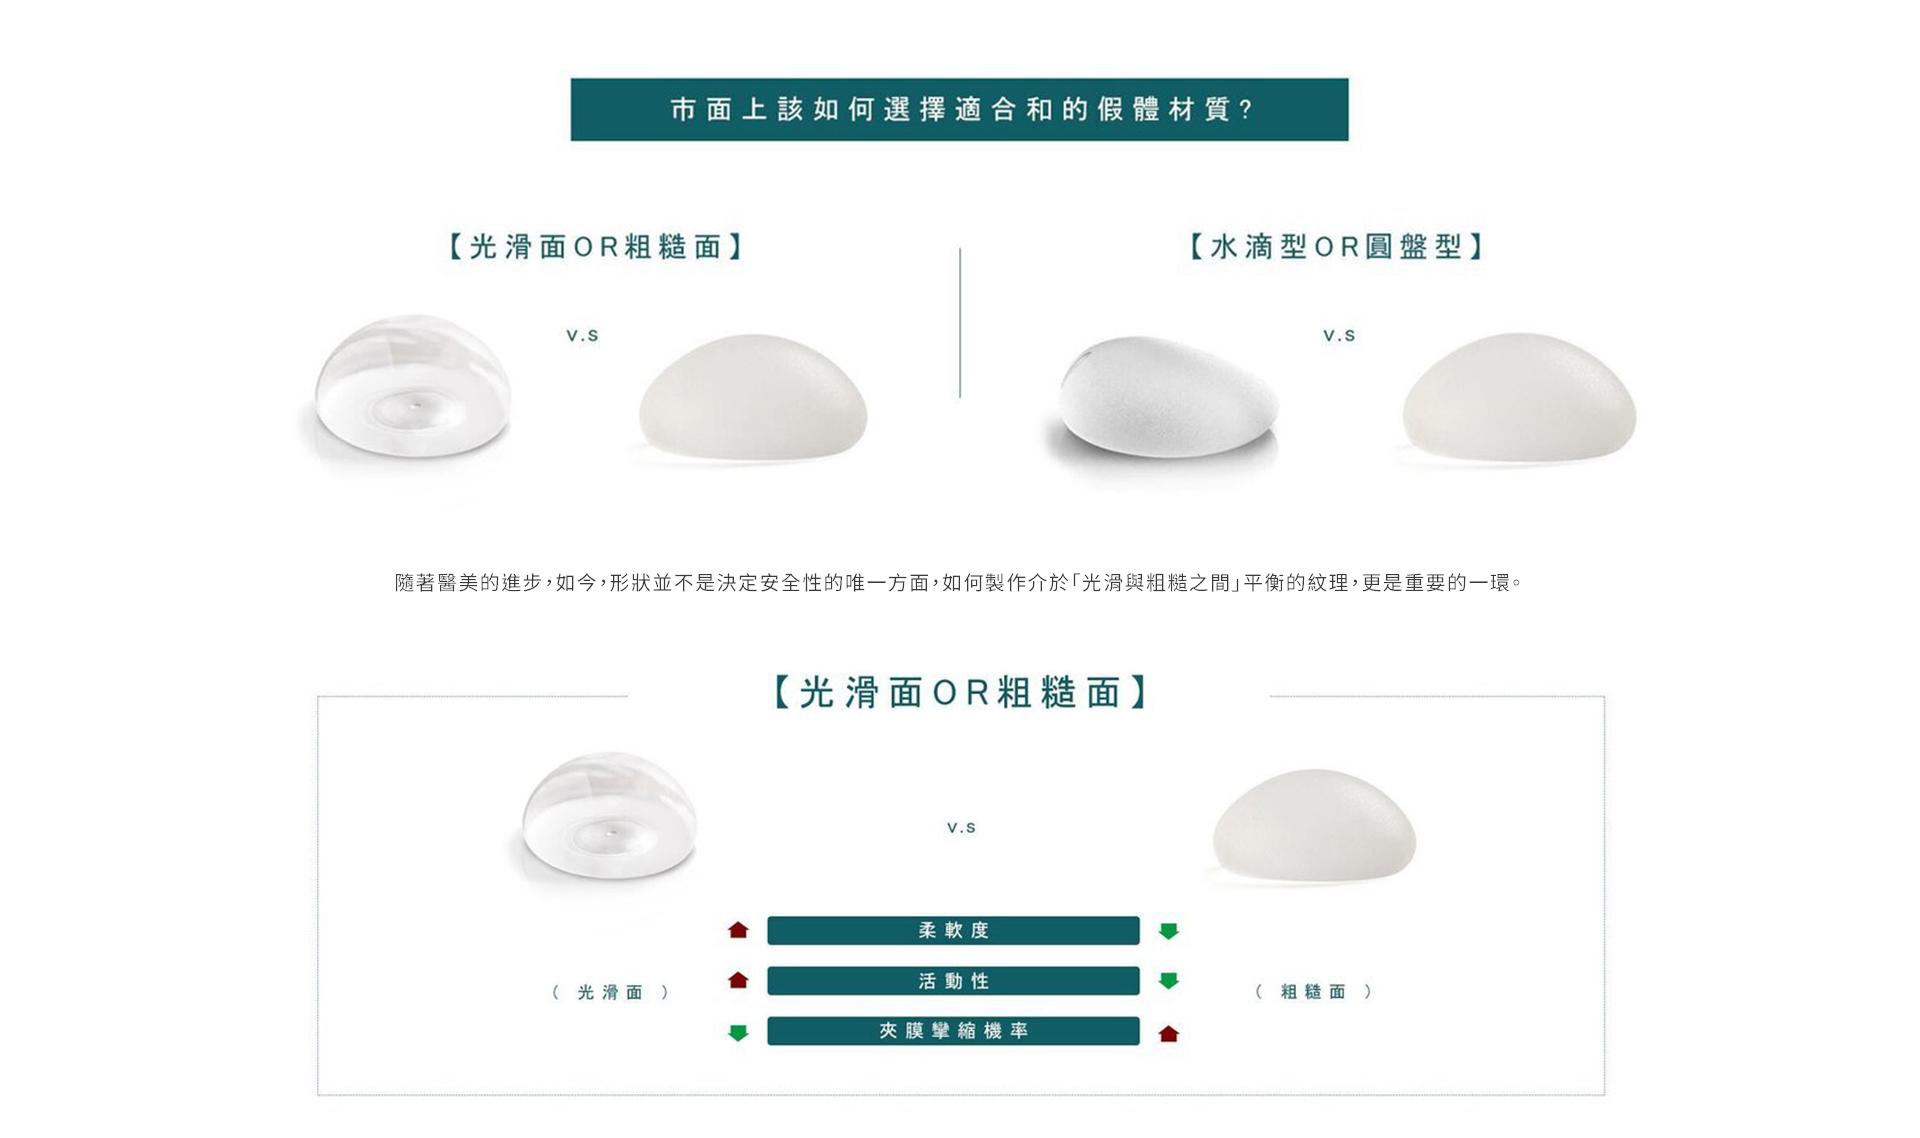 市面上該如何選擇適合和的假體材質?
【光滑面OR粗糙面】
v.s
【水滴型OR圓盤型】
v.s
隨著醫美的進步,如今,形狀並不是決定安全性的唯一方面,如何製作介於「光滑與粗糙之間」平衡的紋理,更是重要的一環。
【光滑面OR粗糙面】
v.s
柔軟度
活動性
夾膜攣縮機率
( 光滑面 )
( 粗糙面 )